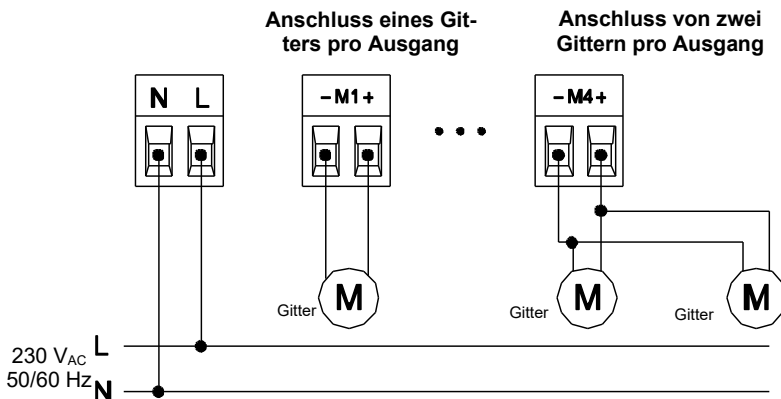 Anschluss eines Git-
ters pro Ausgang
Anschluss von zwei
Gittern pro Ausgang
N L
- M1 +
- M4 +
Gitter
M
Gitter
M
Gitter
M
230 VAC
L
50/60 Hz
N